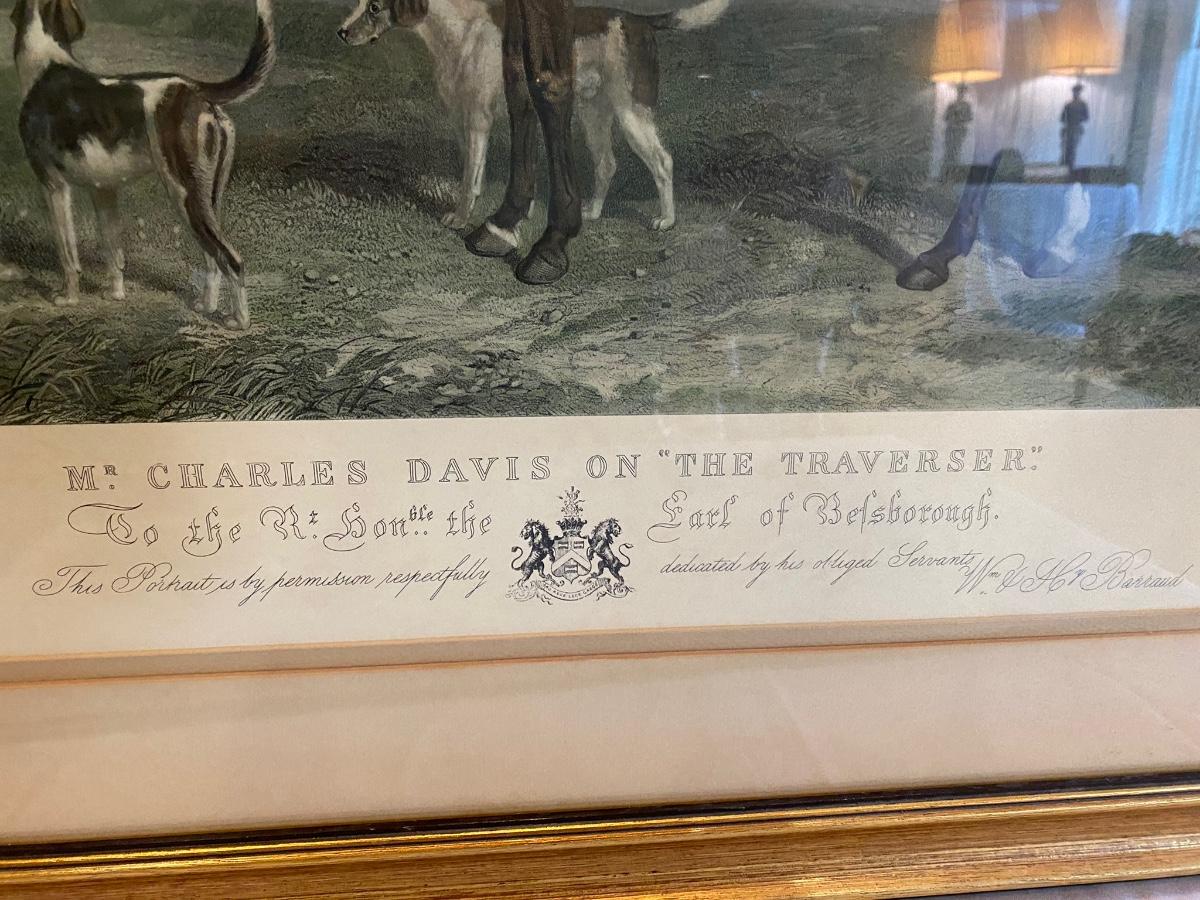 MR. CHARLES DAVIS ON "THE TRAVERSER."
To the Rt. Honble. the Earl of Beſsborough.
This Portrait is by permission respectfully dedicated by his obliged Servants Wm. & Hy. Barraud